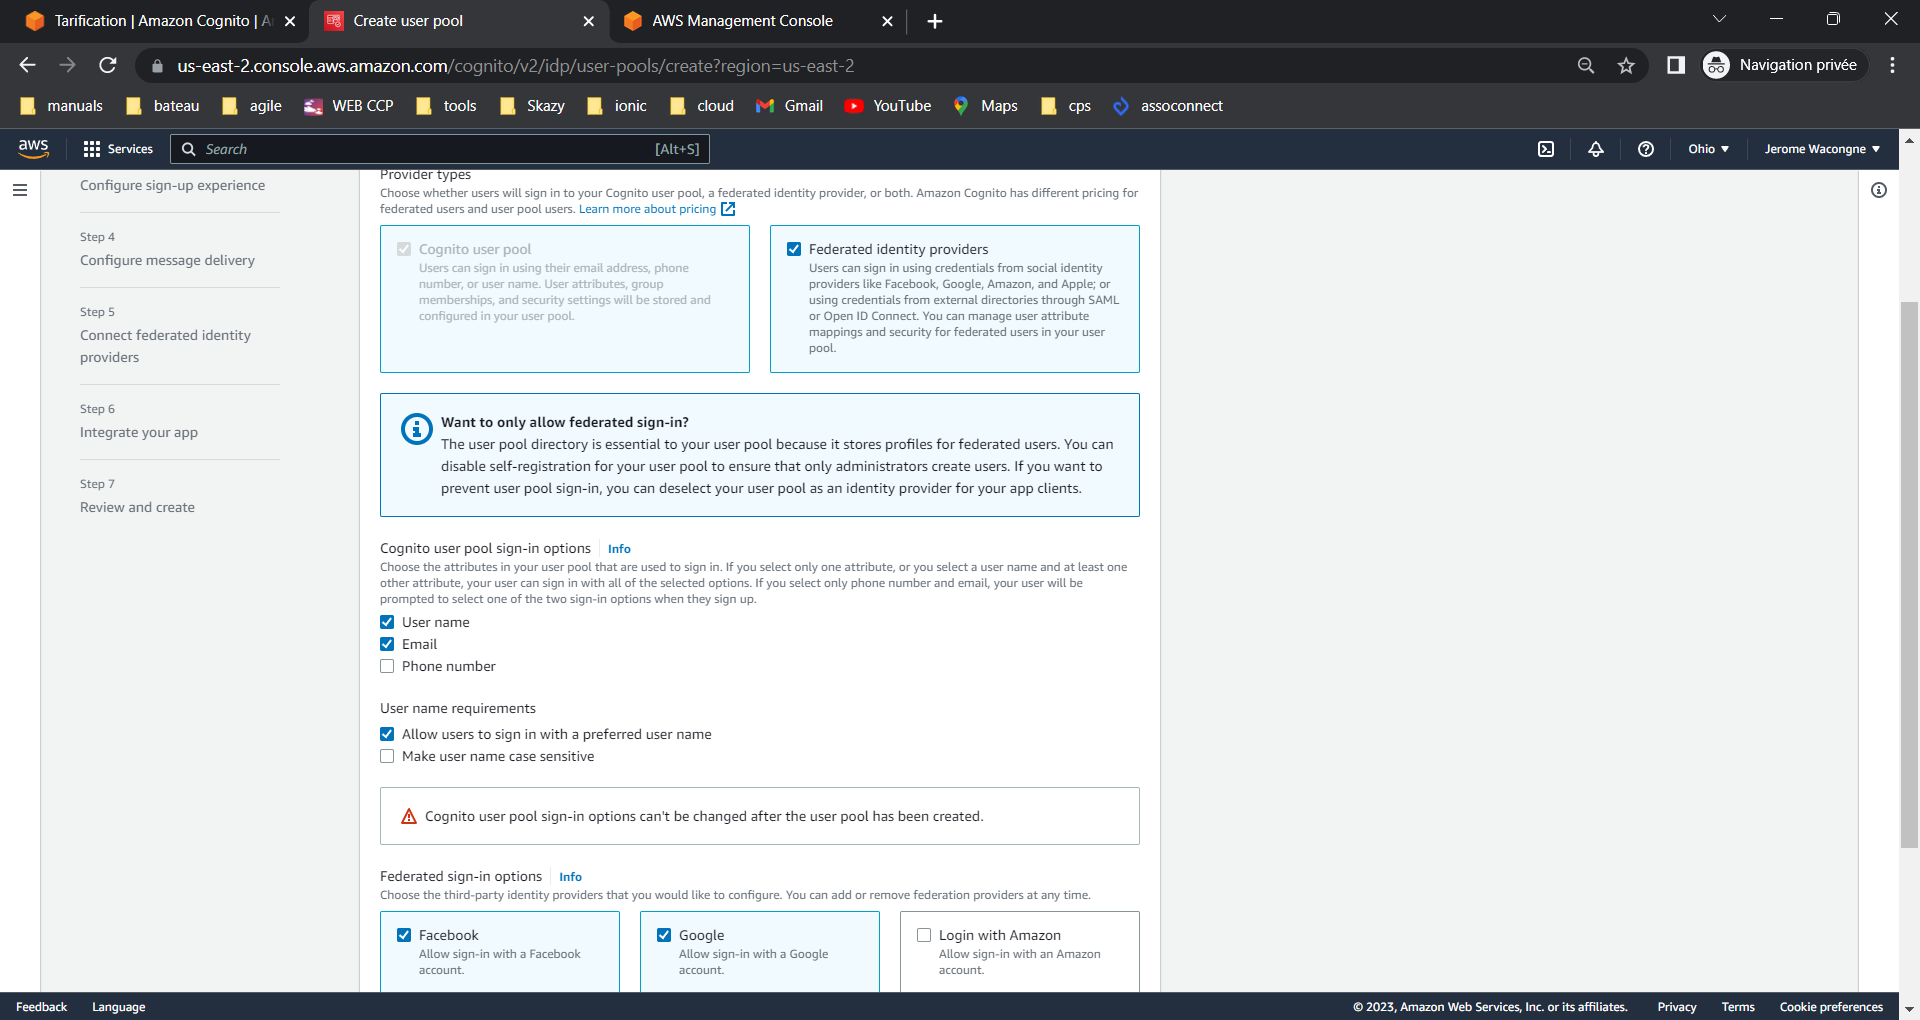 Tarification | Amazon Cognito |
Create user pool
AWS Management Console
us-east-2.console.aws.amazon.com/cognito/v2/idp/user-pools/create?region=us-east-2
Navigation privée
manuals
bateau
agile
WEB CCP
tools
Skazy
ionic
cloud
Gmail
YouTube
Maps
cps
assoconnect
aws
Services
Search
[Alt+S]
Ohio
Jerome Wacongne
Configure sign-up experience
Step 4
Configure message delivery
Step 5
Connect federated identity
providers
Step 6
Integrate your app
Step 7
Review and create
Provider types
Choose whether users will sign in to your Cognito user pool, a federated identity provider, or both. Amazon Cognito has different pricing for
federated users and user pool users. Learn more about pricing
Cognito user pool
Users can sign in using their email address, phone
number, or user name. User attributes, group
memberships, and security settings will be stored and
configured in your user pool.
Federated identity providers
Users can sign in using credentials from social identity
providers like Facebook, Google, Amazon, and Apple; or
using credentials from external directories through SAML
or Open ID Connect. You can manage user attribute
mappings and security for federated users in your user
pool.
Want to only allow federated sign-in?
The user pool directory is essential to your user pool because it stores profiles for federated users. You can
disable self-registration for your user pool to ensure that only administrators create users. If you want to
prevent user pool sign-in, you can deselect your user pool as an identity provider for your app clients.
Cognito user pool sign-in options
Info
Choose the attributes in your user pool that are used to sign in. If you select only one attribute, or you select a user name and at least one
other attribute, your user can sign in with all of the selected options. If you select only phone number and email, your user will be
prompted to select one of the two sign-in options when they sign up.
User name
Email
Phone number
User name requirements
Allow users to sign in with a preferred user name
Make user name case sensitive
Cognito user pool sign-in options can't be changed after the user pool has been created.
Federated sign-in options
Info
Choose the third-party identity providers that you would like to configure. You can add or remove federation providers at any time.
Facebook
Allow sign-in with a Facebook
account.
Google
Allow sign-in with a Google
account.
Login with Amazon
Allow sign-in with an Amazon
account.
Feedback
Language
© 2023, Amazon Web Services, Inc. or its affiliates.
Privacy
Terms
Cookie preferences